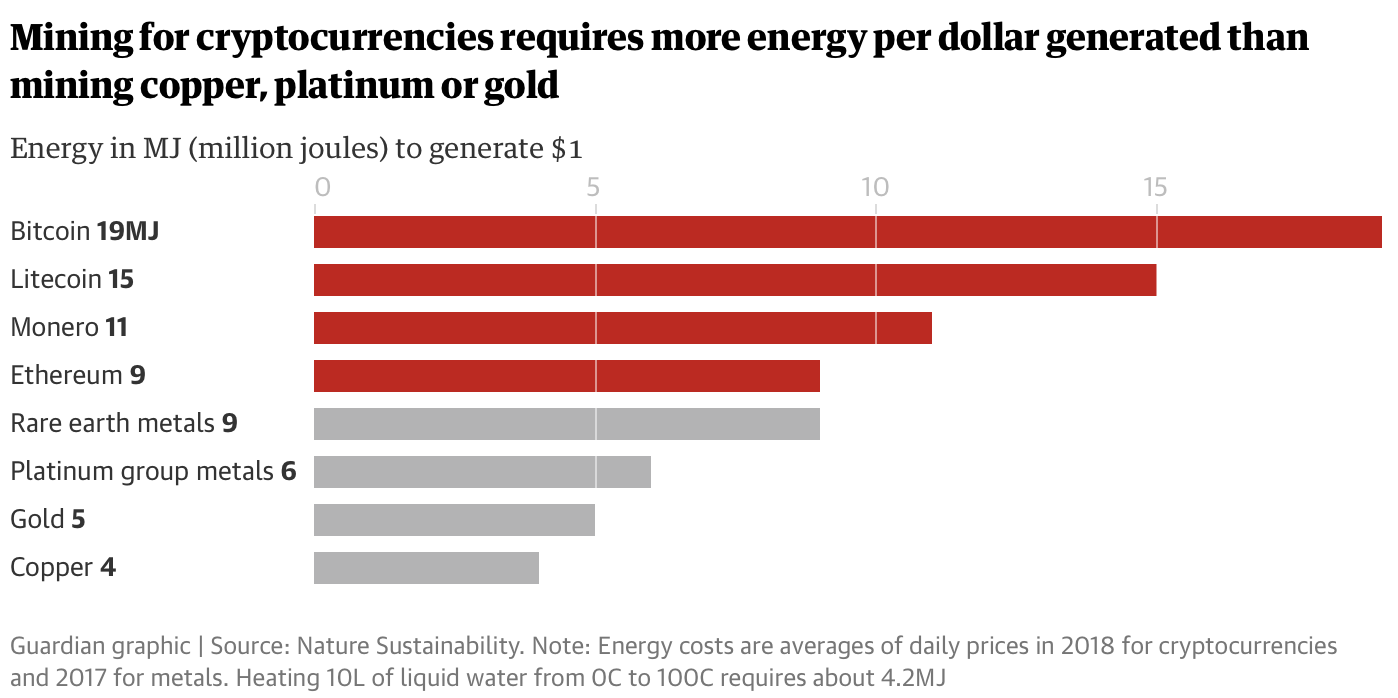 Mining for cryptocurrencies requires more energy per dollar generated than
mining copper, platinum or gold
Energy in MJ (million joules) to generate $1
0 5 10 15
Bitcoin 19MJ
Litecoin 15
Monero 11
Ethereum 9
Rare earth metals 9
Platinum group metals 6
Gold 5
Copper 4
Guardian graphic | Source: Nature Sustainability. Note: Energy costs are averages of daily prices in 2018 for cryptocurrencies
and 2017 for metals. Heating 10L of liquid water from 0C to 100C requires about 4.2MJ